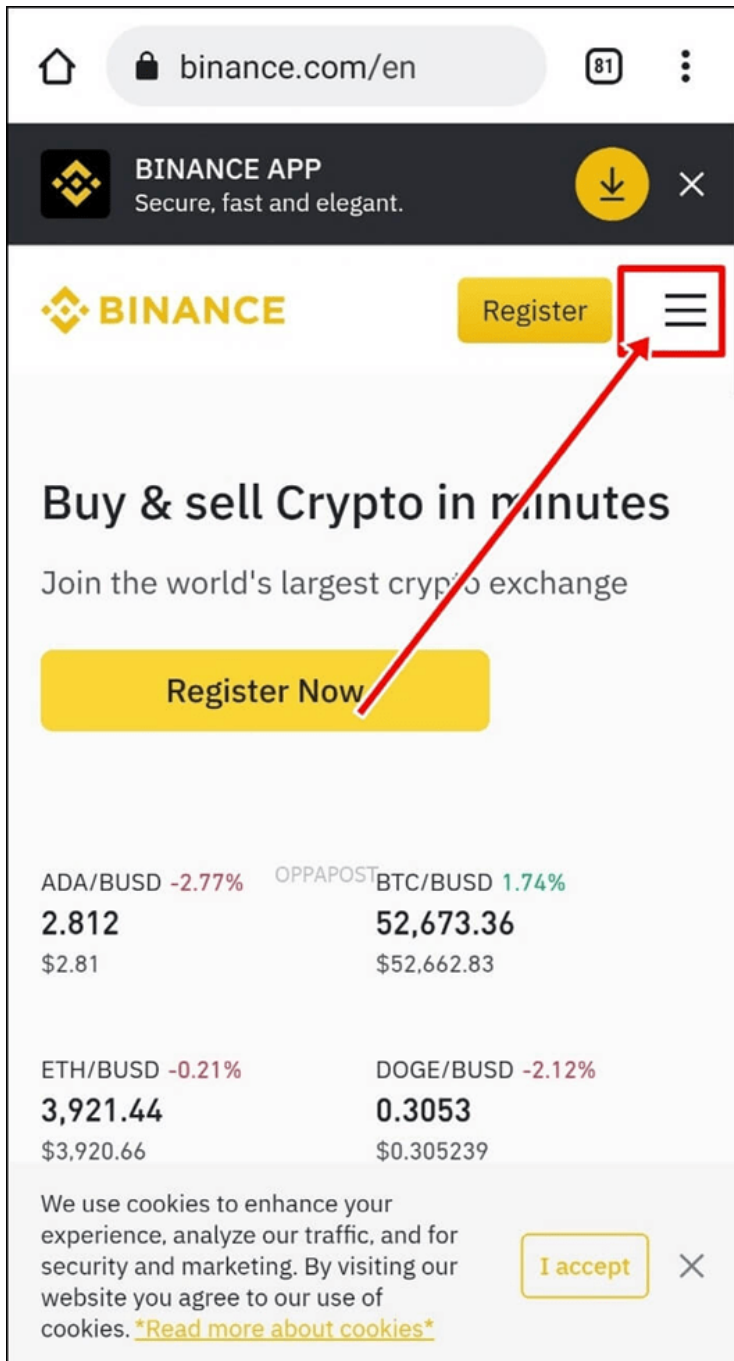 binance.com/en
81
BINANCE APP
Secure, fast and elegant.
BINANCE
Register
Buy & sell Crypto in minutes
Join the world's largest crypto exchange
Register Now
ADA/BUSD -2.77%
OPPAPOST
BTC/BUSD 1.74%
2.812
52,673.36
$2.81
$52,662.83
ETH/BUSD -0.21%
DOGE/BUSD -2.12%
3,921.44
0.3053
$3,920.66
$0.305239
We use cookies to enhance your
experience, analyze our traffic, and for
security and marketing. By visiting our
website you agree to our use of
cookies. *Read more about cookies*
I accept